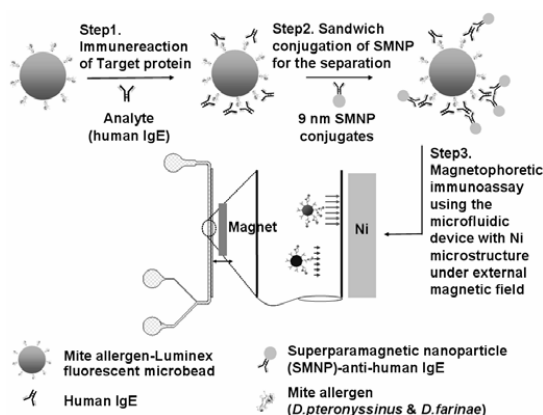 Step1.
Immunereaction
of Target protein
Analyte
(human IgE)
Step2. Sandwich
conjugation of SMNP
for the separation
9 nm SMNP
conjugates
Step3.
Magnetophoretic
immunoassay
using the
microfluidic
device with Ni
microstructure
under external
magnetic field
Magnet
Ni
Mite allergen-Luminex
fluorescent microbead
Human IgE
Superparamagnetic nanoparticle
(SMNP)-anti-human IgE
Mite allergen
(D.pteronyssinus & D.farinae)